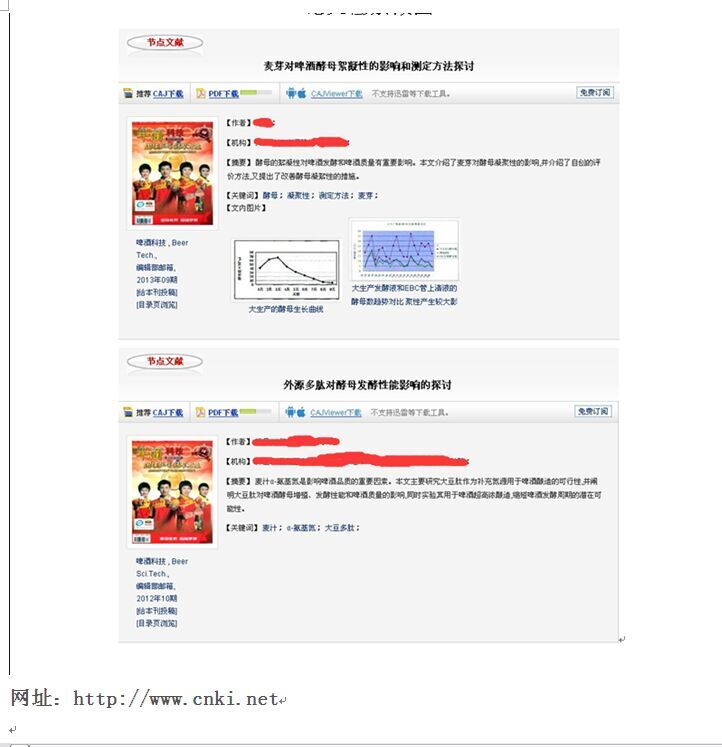 节点文献
麦芽对啤酒酵母絮凝性的影响和测定方法探讨
推荐 CAJ下载 PDF下载 CAJViewer下载 不支持迅雷等下载工具。 免费订阅
【作者】
【机构】
【摘要】 酵母的絮凝性对啤酒发酵和啤酒质量有重要影响。本文介绍了麦芽对酵母凝聚性的影响,并介绍了自创的评
价方法,又提出了改善酵母凝聚性的措施。
【关键词】 酵母； 凝聚性； 测定方法； 麦芽；
【文内图片】
啤酒科技 , Beer
Tech.,
编辑部邮箱,
2013年09期
[给本刊投稿]
[目录页浏览]
大生产的酵母生长曲线
大生产发酵液和EBC管上清液的
酵母数趋势对比 聚性产生较大影
节点文献
外源多肽对酵母发酵性能影响的探讨
推荐 CAJ下载 PDF下载 CAJViewer下载 不支持迅雷等下载工具。 免费订阅
【作者】
【机构】
【摘要】 麦汁α-氨基氮是影响啤酒品质的重要因素。本文主要研究大豆肽作为补充氮源用于啤酒酿造的可行性,并阐
明大豆肽对啤酒酵母增殖、发酵性能和啤酒质量的影响,同时实验其用于啤酒超高浓酿造,缩短啤酒发酵周期的潜在可
能性。
【关键词】 麦汁； α-氨基氮； 大豆多肽；
啤酒科技 , Beer
Sci.Tech.,
编辑部邮箱,
2012年10期
[给本刊投稿]
[目录页浏览]
网址：http://www.cnki.net